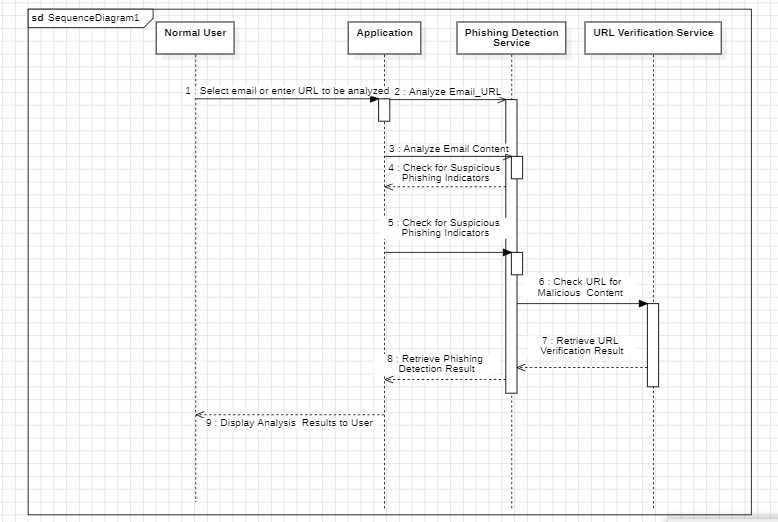 sd SequenceDiagram1
Normal User
Application
Phishing Detection
Service
URL Verification Service
1 : Select email or enter URL to be analyzed
2 : Analyze Email_URL
3 : Analyze Email Content
4 : Check for Suspicious
Phishing Indicators
5 : Check for Suspicious
Phishing Indicators
6 : Check URL for
Malicious  Content
7 : Retrieve URL
Verification Result
8 : Retrieve Phishing
Detection Result
9 : Display Analysis  Results to User